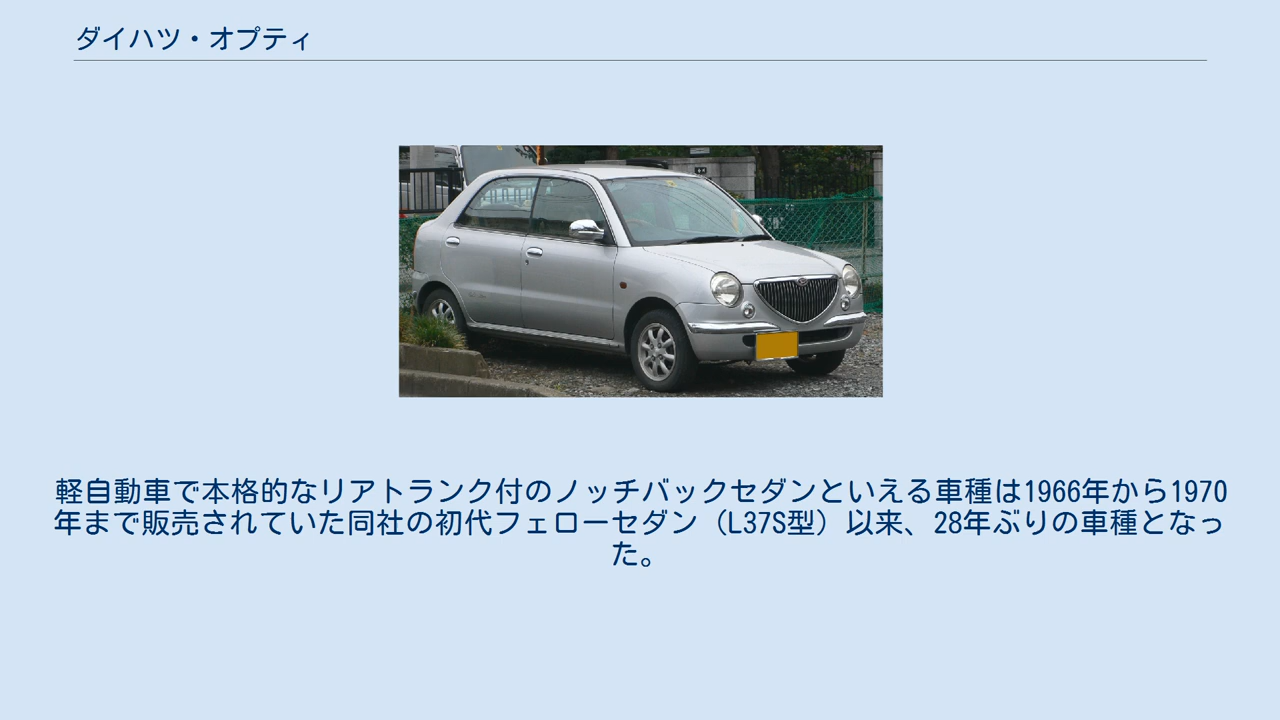 ダイハツ・オプティ
軽自動車で本格的なリアトランク付のノッチバックセダンといえる車種は1966年から1970
年まで販売されていた同社の初代フェローセダン（L37S型）以来、28年ぶりの車種となっ
た。